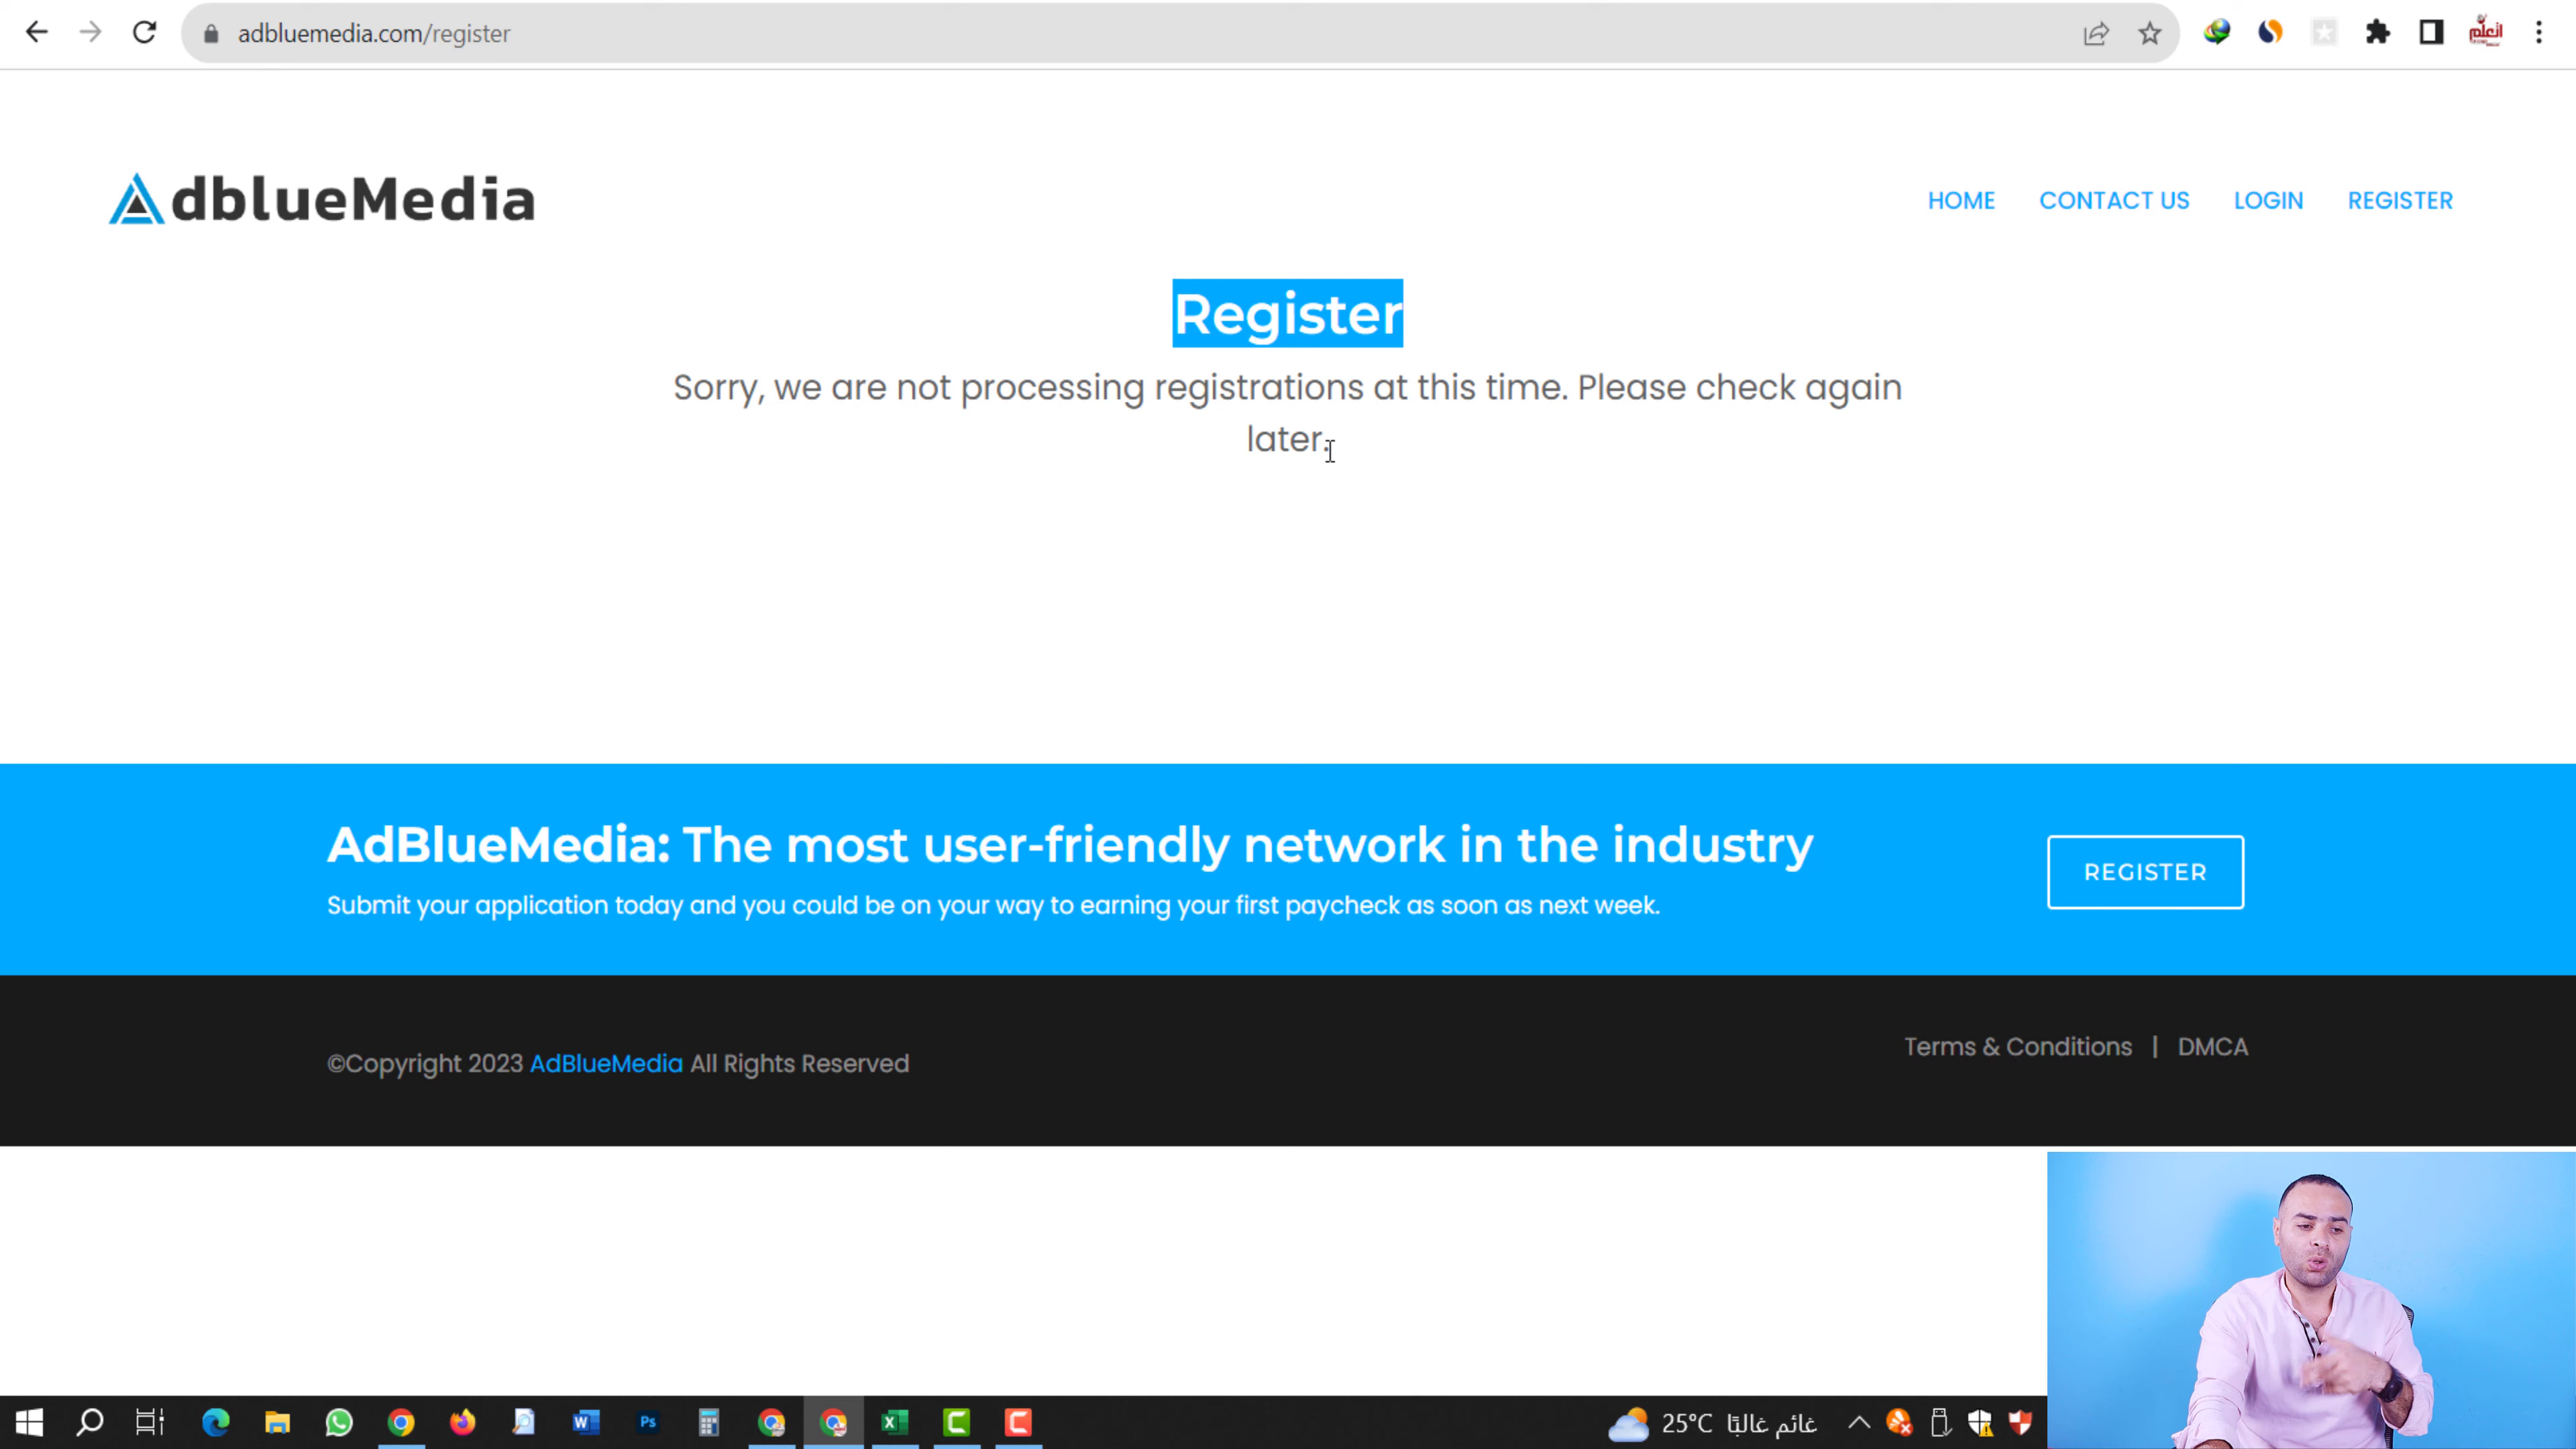 adbluemedia.com/register
اتعلم
AdblueMedia
HOME CONTACT US LOGIN REGISTER
Register
Sorry, we are not processing registrations at this time. Please check again
later.
AdBlueMedia: The most user-friendly network in the industry
Submit your application today and you could be on your way to earning your first paycheck as soon as next week.
REGISTER
Terms & Conditions | DMCA
©Copyright 2023 AdBlueMedia All Rights Reserved
25°C غائم غالبًا